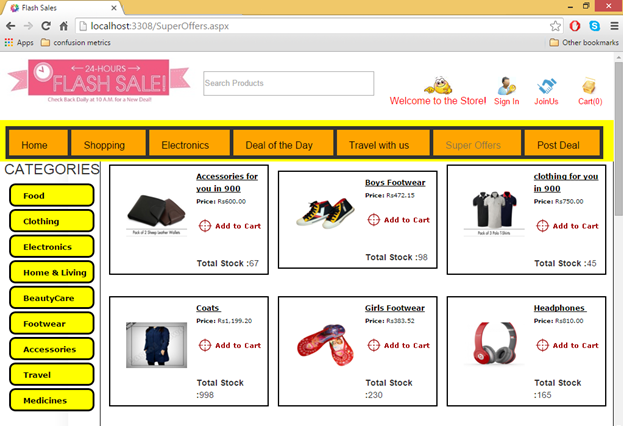 Flash Sales
localhost:3308/SuperOffers.aspx
Apps confusion metrics Other bookmarks
24-HOURS
FLASH SALE!
Check Back Daily at 10 A.M. for a New Deal!
Search Products
Welcome to the Store! Sign In JoinUs Cart(0)
Home Shopping Electronics Deal of the Day Travel with us Super Offers Post Deal
CATEGORIES
Food
Clothing
Electronics
Home & Living
BeautyCare
Footwear
Accessories
Travel
Medicines
Accessories for
you in 900
Price: Rs600.00
Add to Cart
Pack of 2 Sheep Leather Wallets
Total Stock :67
Boys Footwear
Price: Rs472.15
Add to Cart
Total Stock :98
clothing for you
in 900
Price: Rs750.00
Add to Cart
Pack of 3 Polo T-Shirts
Total Stock :45
Coats
Price: Rs1,199.20
Add to Cart
Total Stock
:998
Girls Footwear
Price: Rs383.52
Add to Cart
Total Stock
:230
Headphones
Price: Rs810.00
Add to Cart
Total Stock
:165